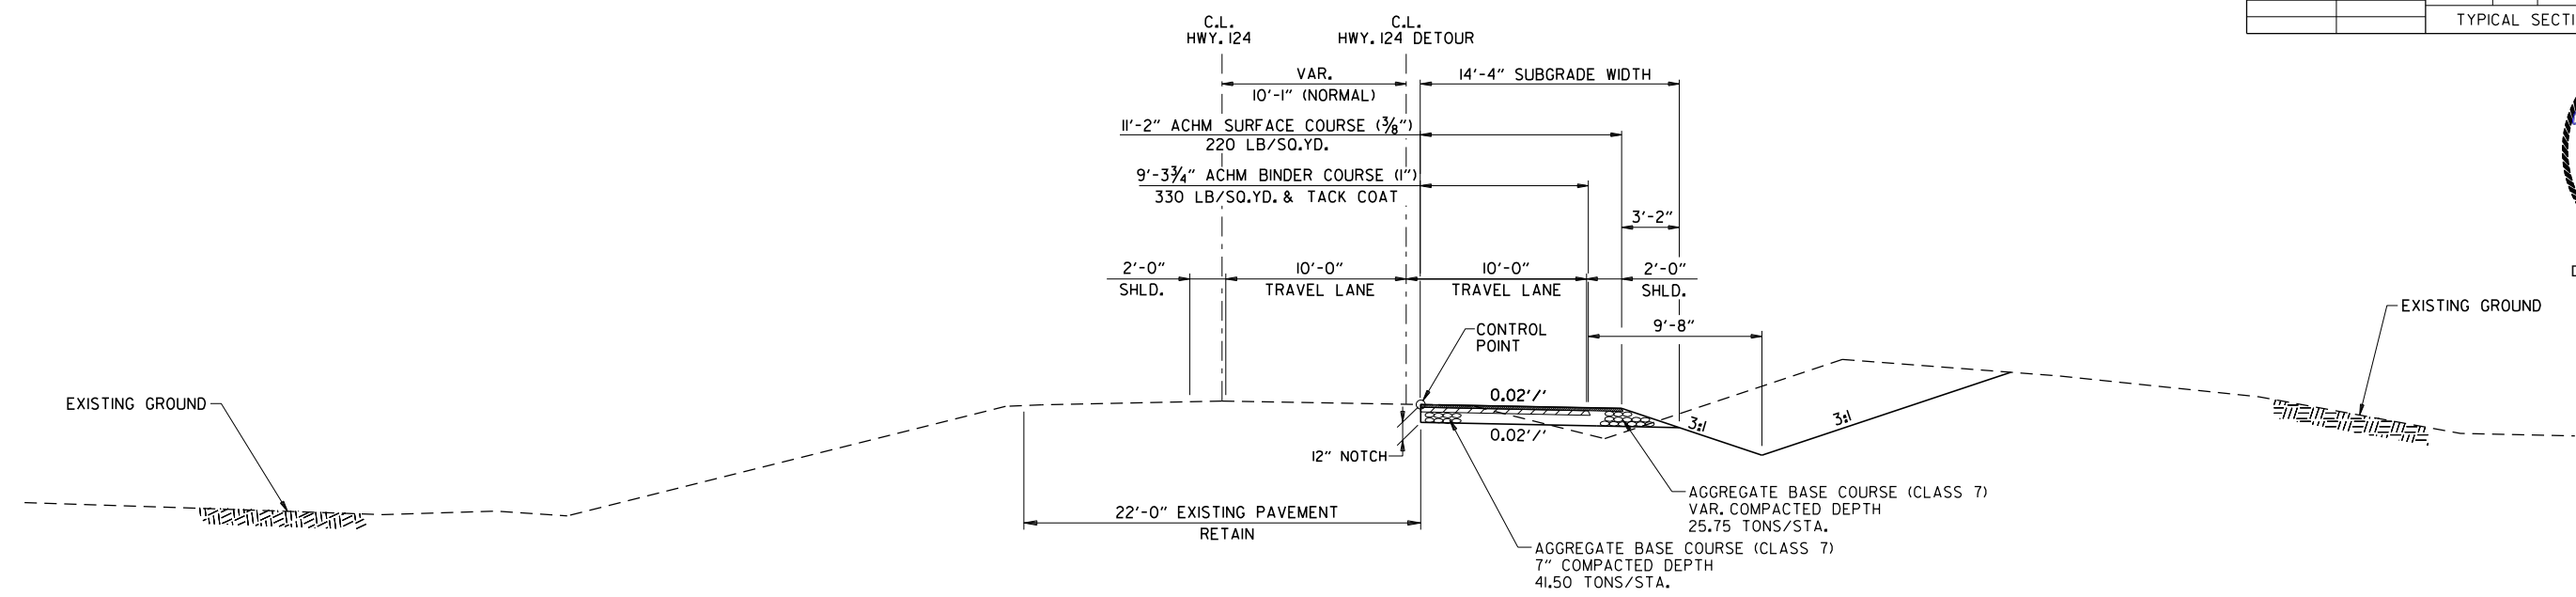 TYPICAL SECTI
C.L.
HWY. 124
C.L.
HWY. 124 DETOUR
VAR.
10'-1" (NORMAL)
14'-4" SUBGRADE WIDTH
11'-2" ACHM SURFACE COURSE (3/8")
220 LB/SQ.YD.
9'-3 3/4" ACHM BINDER COURSE (1")
330 LB/SQ.YD. & TACK COAT
3'-2"
2'-0"
SHLD.
10'-0"
TRAVEL LANE
10'-0"
TRAVEL LANE
2'-0"
SHLD.
9'-8"
CONTROL
POINT
EXISTING GROUND
EXISTING GROUND
0.02'/'
0.02'/'
3:1
3:1
12" NOTCH
22'-0" EXISTING PAVEMENT
RETAIN
AGGREGATE BASE COURSE (CLASS 7)
VAR. COMPACTED DEPTH
25.75 TONS/STA.
AGGREGATE BASE COURSE (CLASS 7)
7" COMPACTED DEPTH
41.50 TONS/STA.